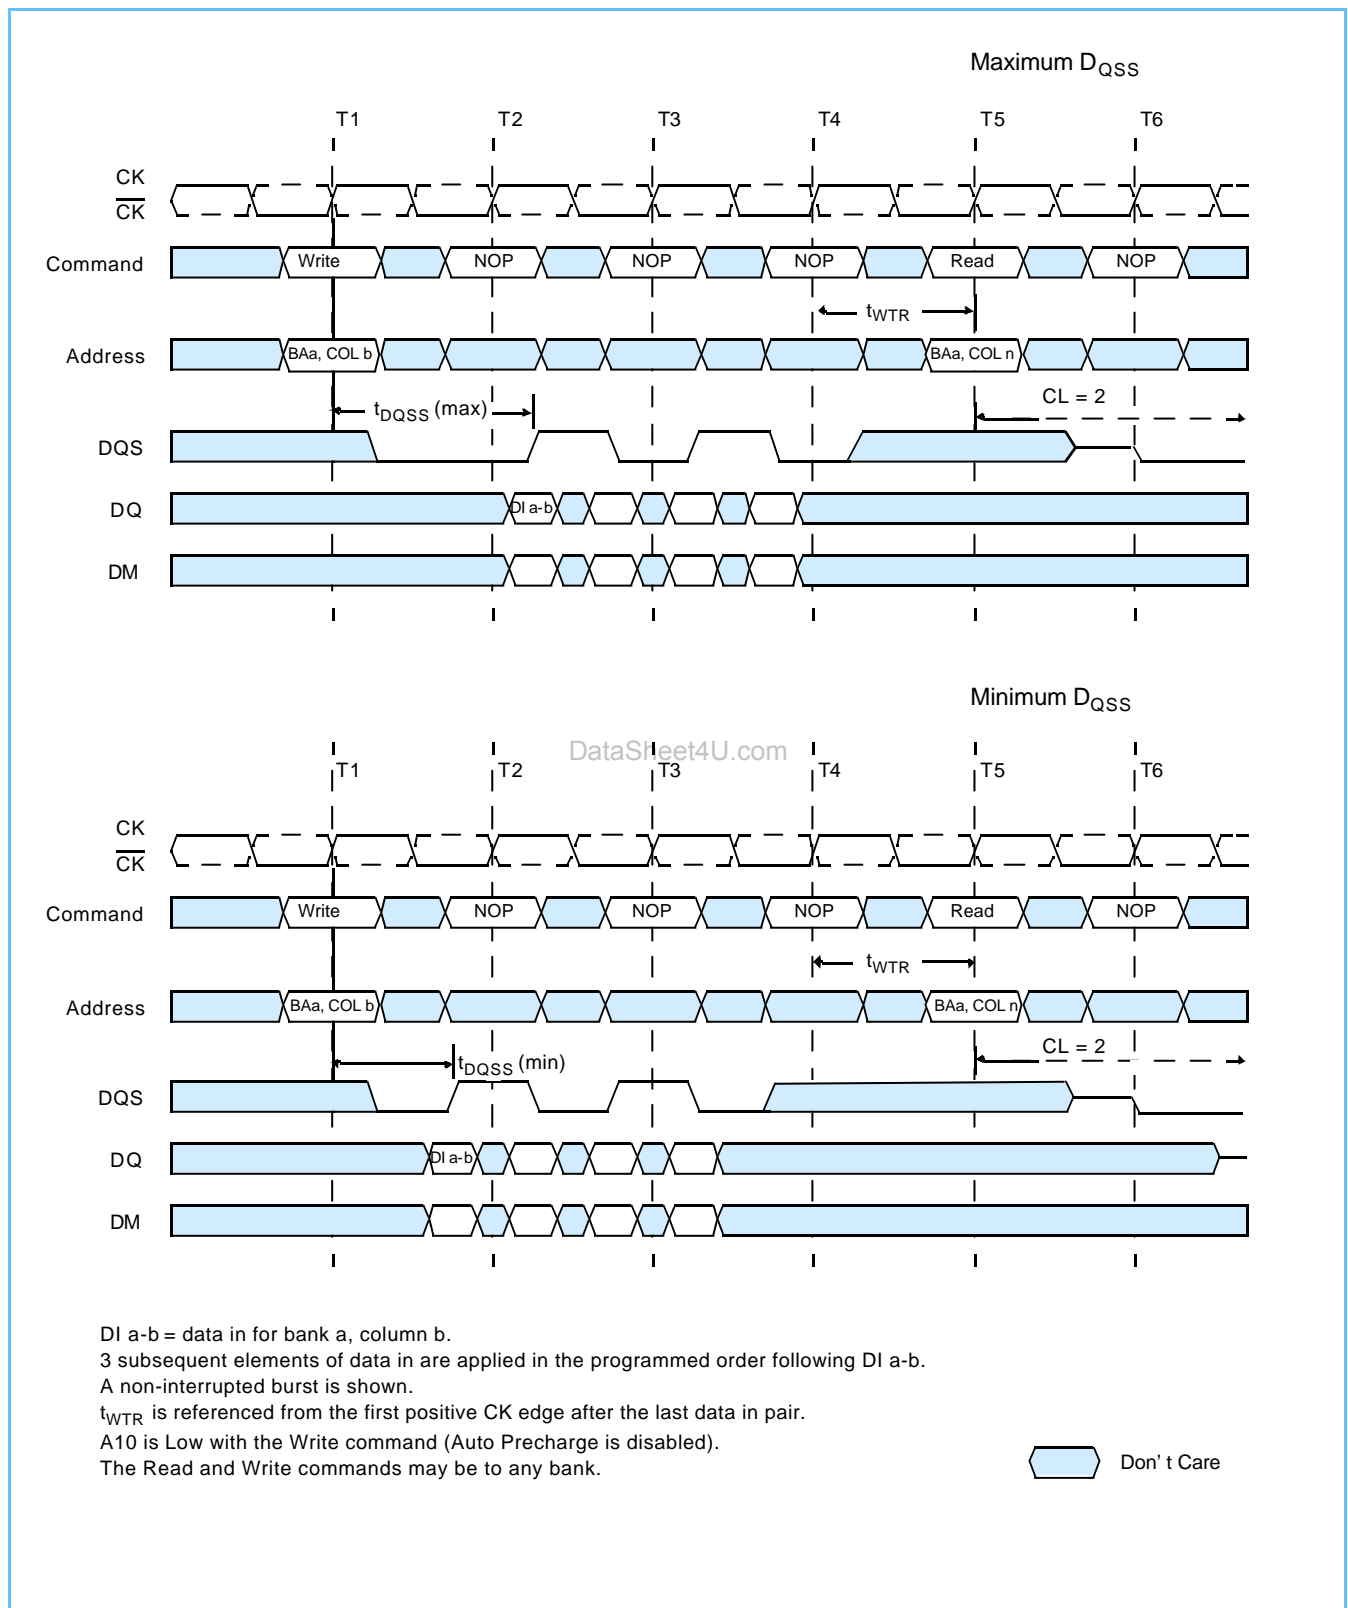 Maximum DQSS
T1 T2 T3 T4 T5 T6
CK
CK
Command Write NOP NOP NOP Read NOP
tWTR
Address BAa, COL b BAa, COL n
CL = 2
tDQSS (max)
DQS
DQ DI a-b
DM
Minimum DQSS
DataSheet4U.com
T1 T2 T3 T4 T5 T6
CK
CK
Command Write NOP NOP NOP Read NOP
tWTR
Address BAa, COL b BAa, COL n
CL = 2
tDQSS (min)
DQS
DQ DI a-b
DM
DI a-b = data in for bank a, column b.
3 subsequent elements of data in are applied in the programmed order following DI a-b.
A non-interrupted burst is shown.
tWTR is referenced from the first positive CK edge after the last data in pair.
A10 is Low with the Write command (Auto Precharge is disabled).
The Read and Write commands may be to any bank.
Don' t Care